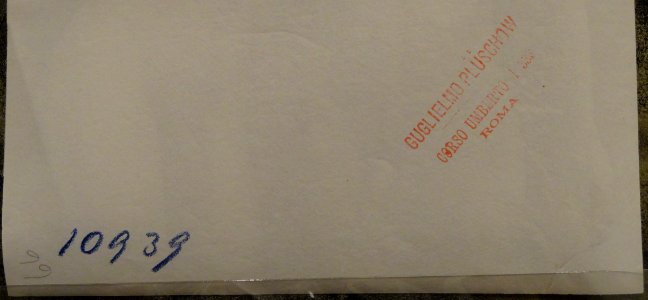 GUGLIELMO PLÜSCHOW
CORSO UMBERTO I
ROMA
10939